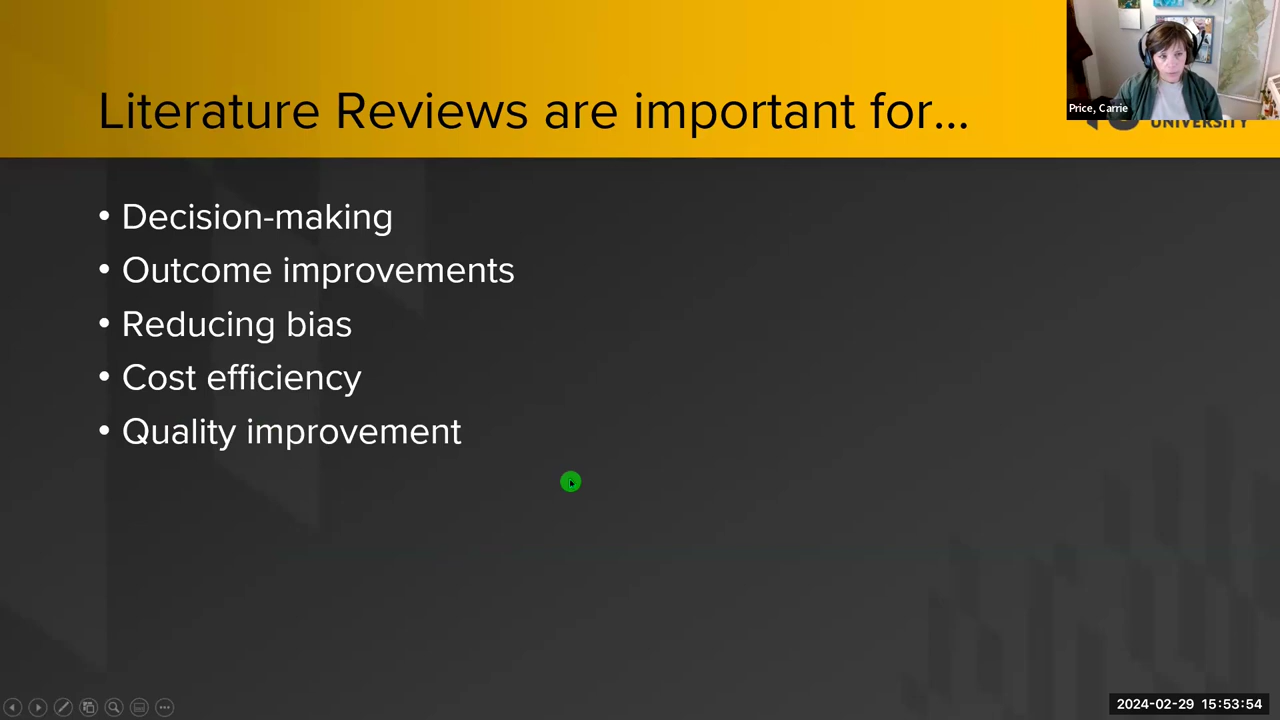 Literature Reviews are important for...
Price, Carrie
UNIVERSITY
• Decision-making
• Outcome improvements
• Reducing bias
• Cost efficiency
• Quality improvement
2024-02-29 15:53:54